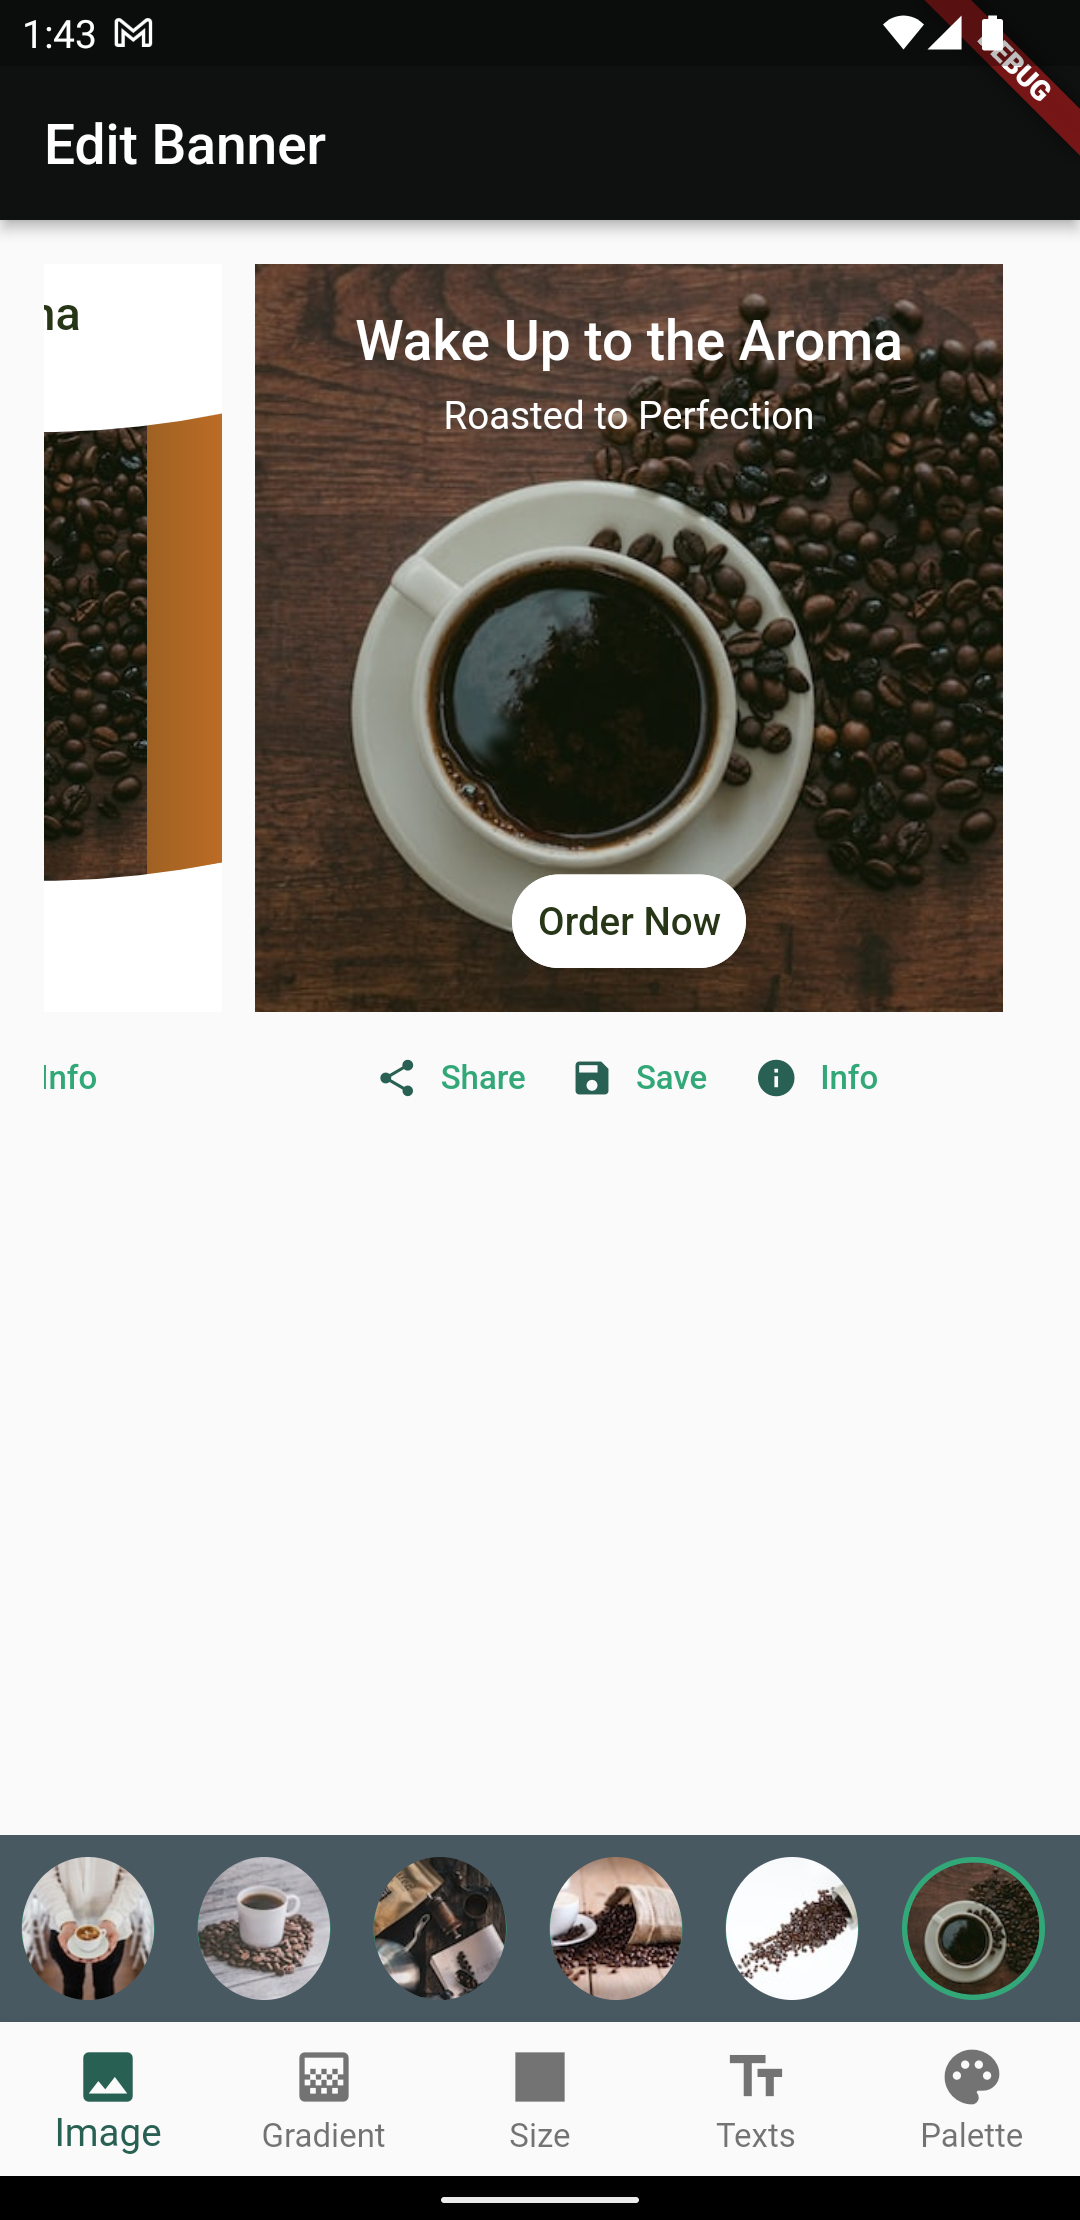 1:43
DEBUG
Edit Banner
na
Wake Up to the Aroma
Roasted to Perfection
Order Now
Info
Share Save Info
Image Gradient Size Texts Palette